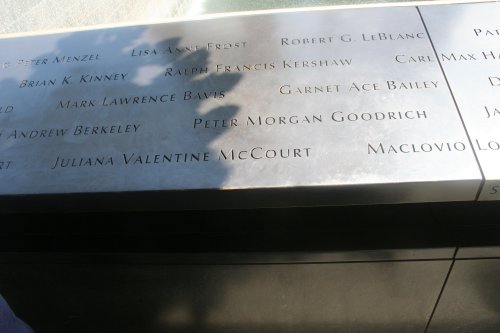 PETER MENZEL LISA ANNE FROST ROBERT G. LEBLANC
BRIAN K. KINNEY RALPH FRANCIS KERSHAW CARL MAX
MARK LAWRENCE BAVIS GARNET ACE BAILEY
ANDREW BERKELEY PETER MORGAN GOODRICH
JULIANA VALENTINE MCCOURT MACLOVIO